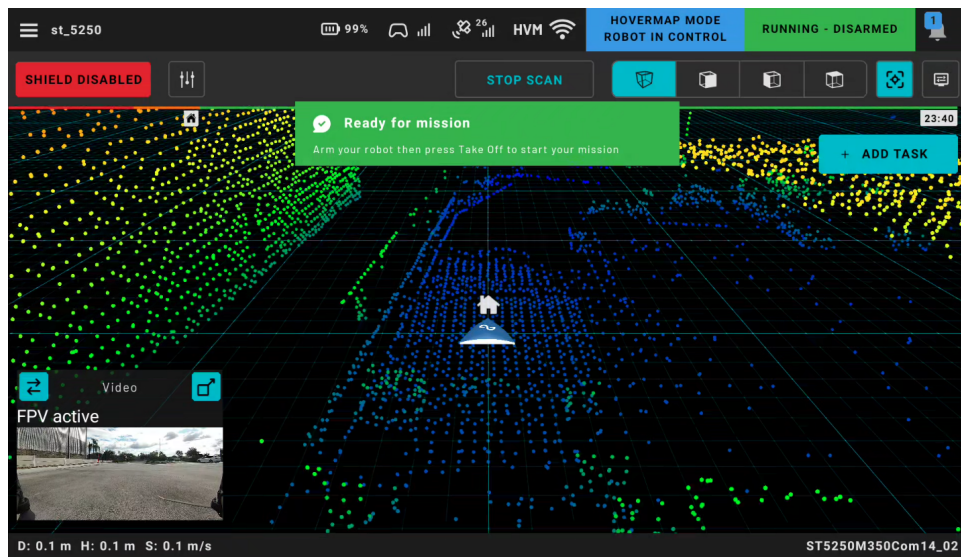 st_5250
99%
26
HVM
HOVERMAP MODE
ROBOT IN CONTROL
RUNNING - DISARMED
1
SHIELD DISABLED
STOP SCAN
Ready for mission
Arm your robot then press Take Off to start your mission
23:40
+ ADD TASK
Video
FPV active
D: 0.1 m H: 0.1 m S: 0.1 m/s
ST5250M350Com14_02